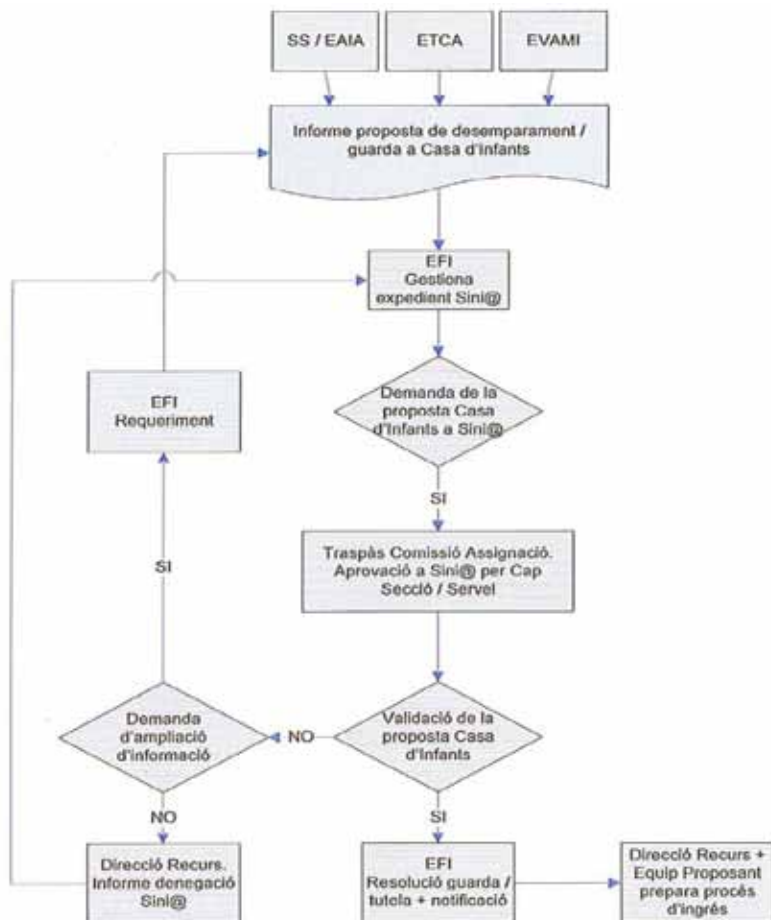 SS / EAIA
ETCA
EVAMI
Informe proposta de desemparament /
guarda a Casa d'infants
EFI
Gestiona
expedient Sini@
EFI
Requeriment
Demanda de la
proposta Casa
d'Infants a Sini@
SI
SI
Traspàs Comissió Assignació.
Aprovació a Sini@ per Cap
Secció / Servei
Demanda
d'ampliació
d'informació
NO
Validació de la
proposta Casa
d'Infants
NO
SI
Direcció Recurs.
Informe denegació
Sini@
EFI
Resolució guarda /
tutela + notificació
Direcció Recurs +
Equip Proposant
prepara procés
d'ingrés